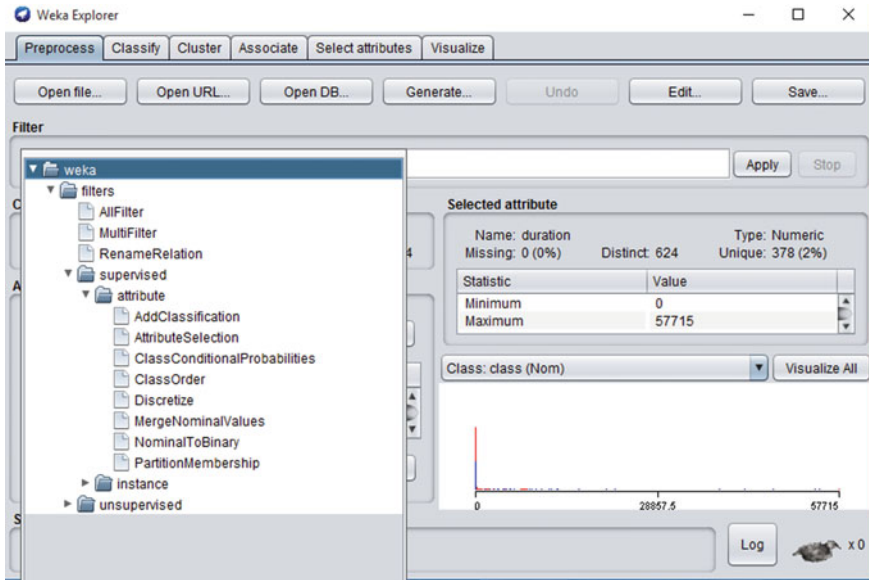 Weka Explorer
Preprocess Classify Cluster Associate Select attributes Visualize
Open file... Open URL... Open DB... Generate... Undo Edit... Save...
Filter
weka
Apply Stop
filters
AllFilter
MultiFilter
RenameRelation
supervised
attribute
AddClassification
AttributeSelection
ClassConditionalProbabilities
ClassOrder
Discretize
MergeNominalValues
NominalToBinary
PartitionMembership
instance
unsupervised
C
4
A
S
Selected attribute
Name: duration Type: Numeric
Missing: 0 (0%) Distinct: 624 Unique: 378 (2%)
Statistic Value
Minimum 0
Maximum 57715
Class: class (Nom) Visualize All
0 28857.5 57715
Log x 0